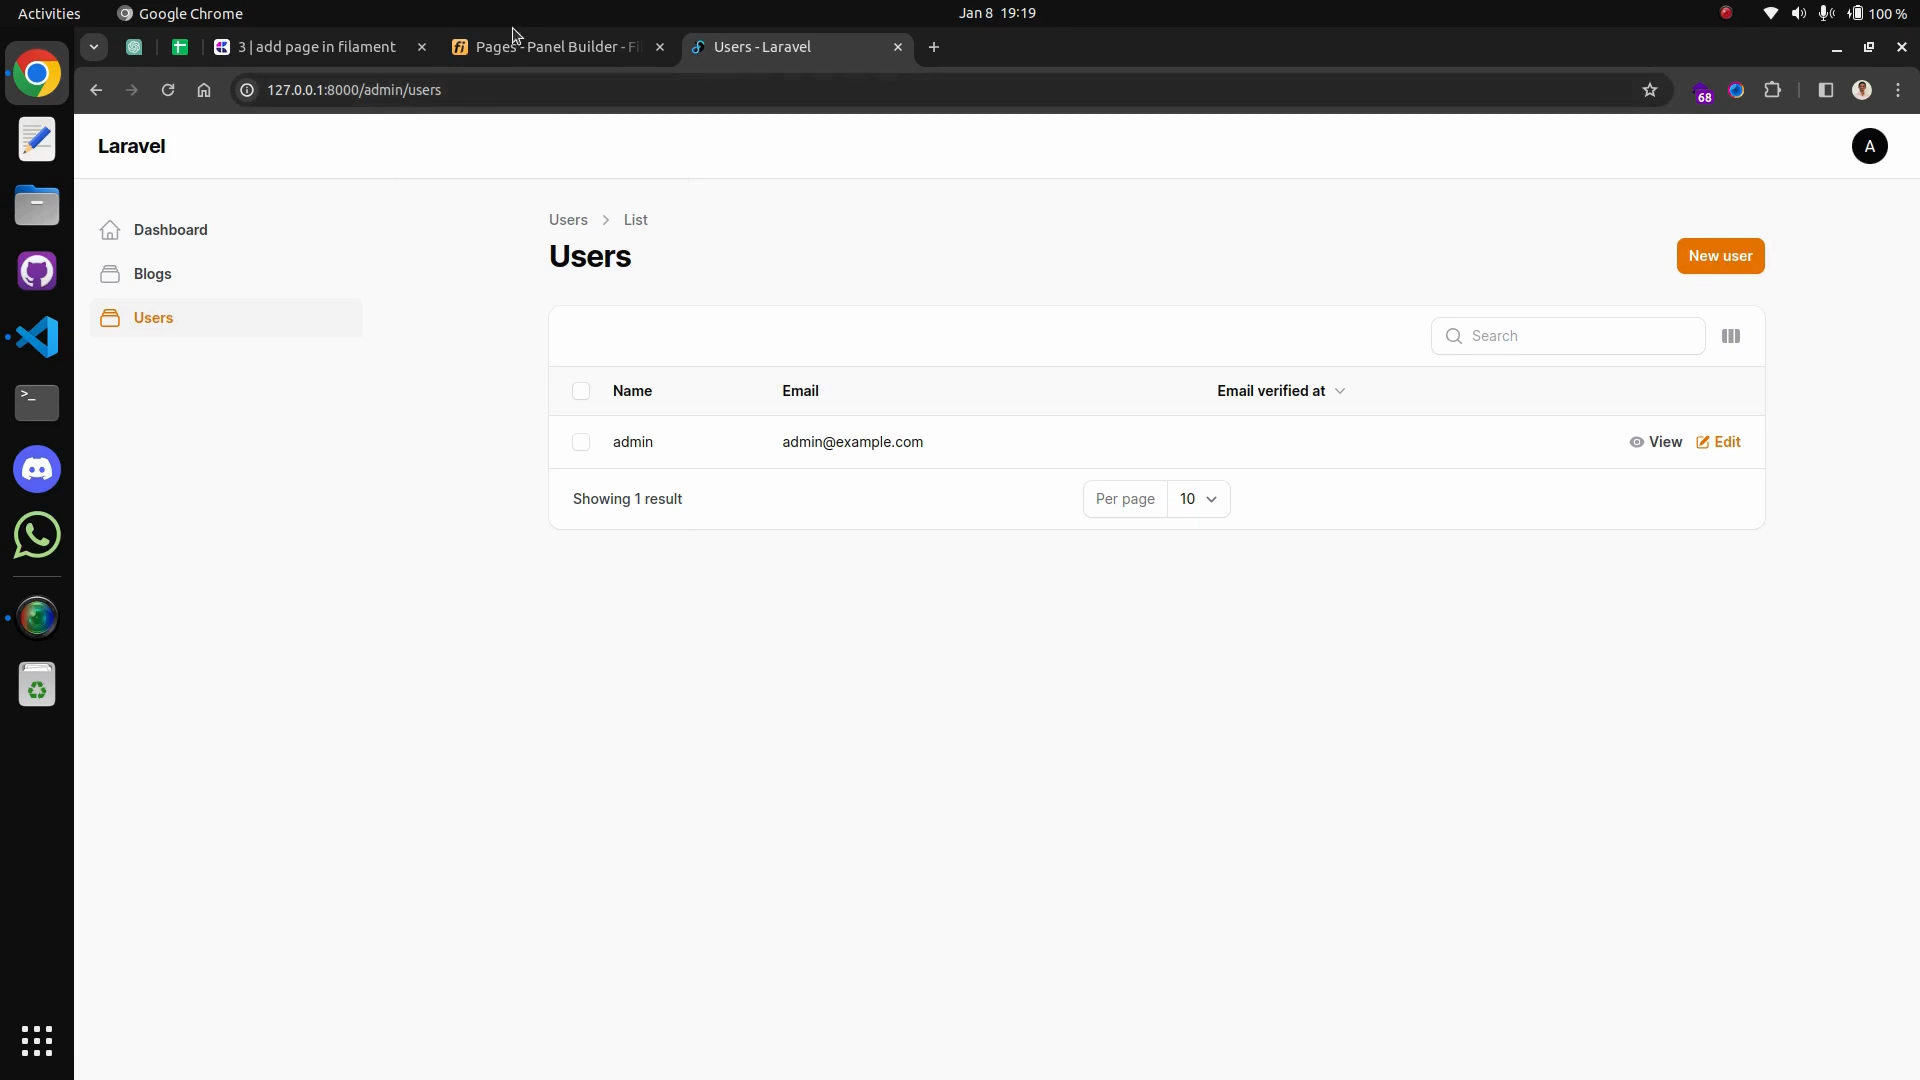 Activities
Google Chrome
Jan 8 19:19
100 %
3 | add page in filament
Pages - Panel Builder - Fi
Users - Laravel
127.0.0.1:8000/admin/users
68
Laravel
A
Dashboard
Blogs
Users
Users
List
Users
New user
Search
Name
Email
Email verified at
admin
admin@example.com
View
Edit
Showing 1 result
Per page
10